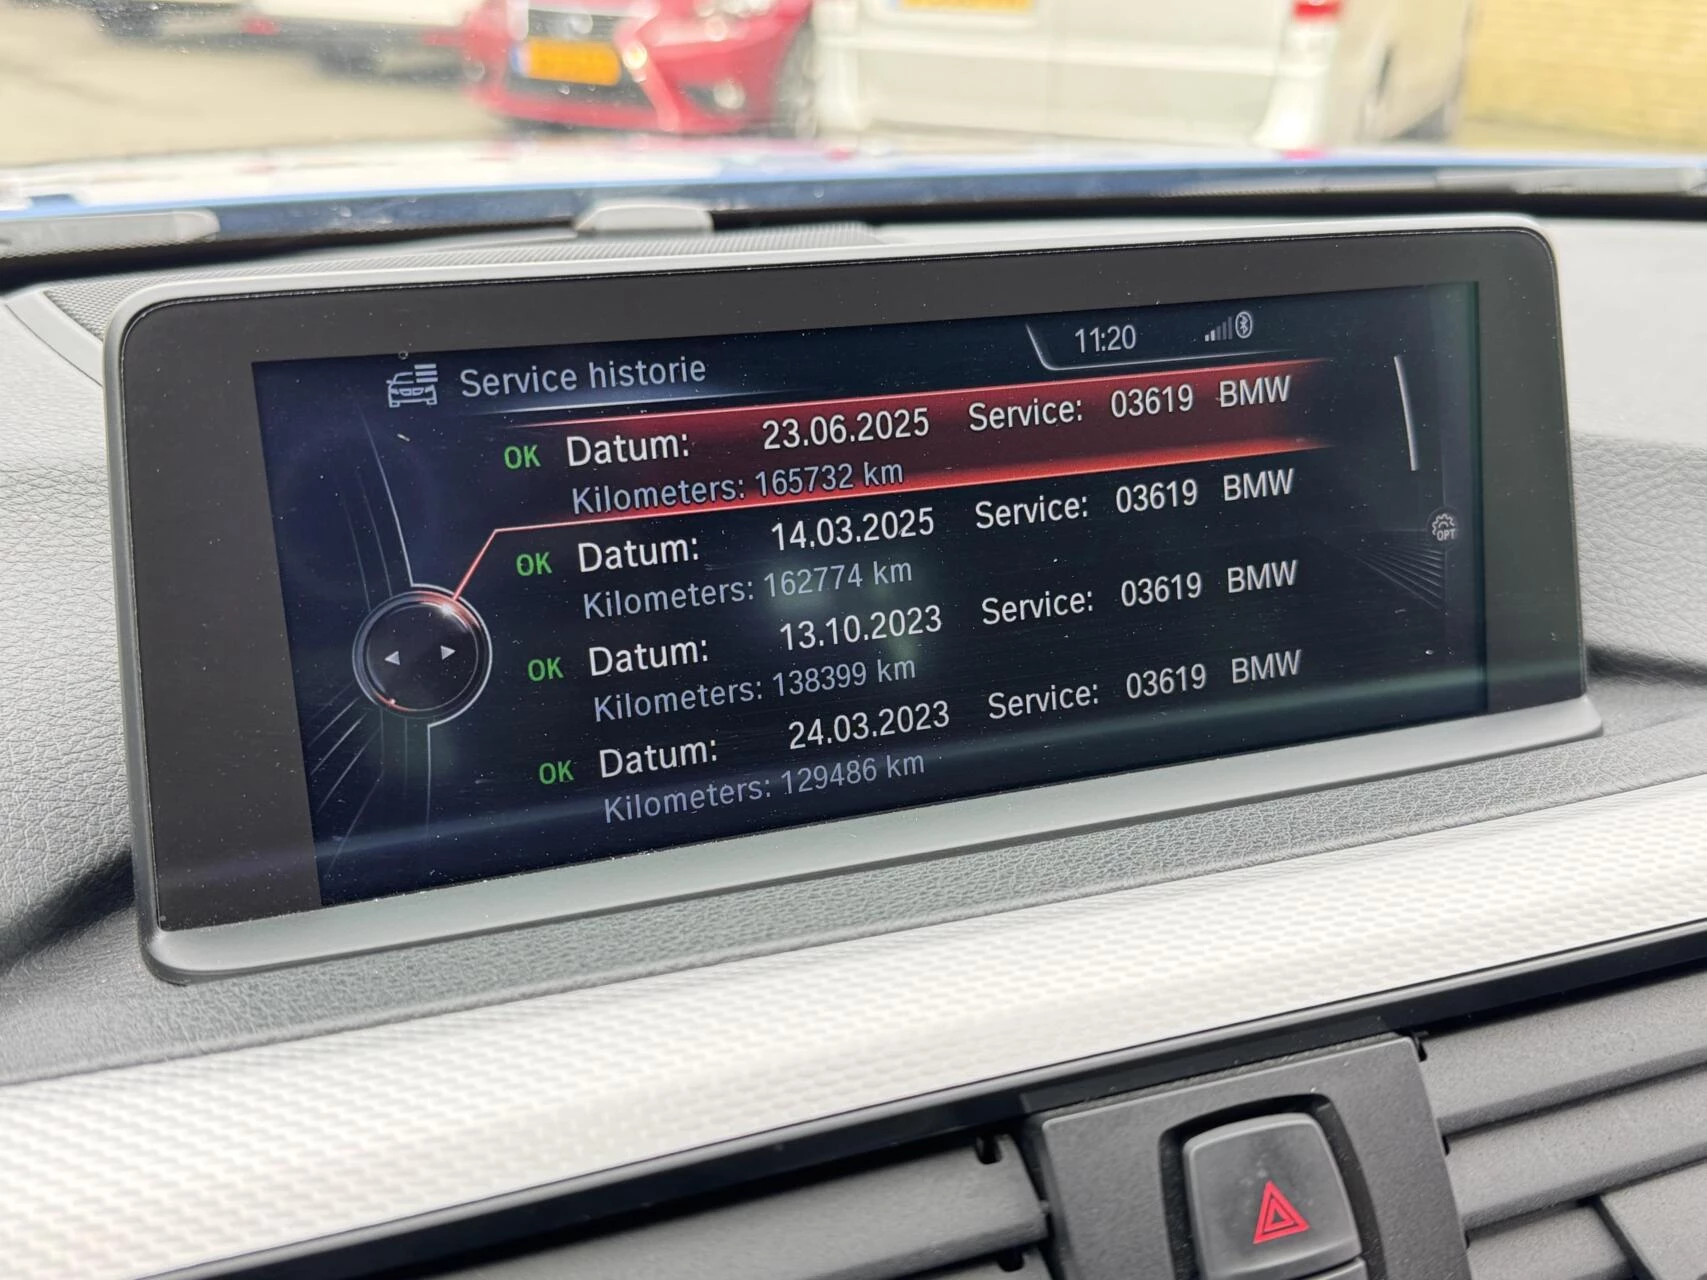 Service historie 11:20
OK Datum: 23.06.2025 Service: 03619 BMW
Kilometers: 165732 km
OK Datum: 14.03.2025 Service: 03619 BMW
Kilometers: 162774 km
OK Datum: 13.10.2023 Service: 03619 BMW
Kilometers: 138399 km
OK Datum: 24.03.2023 Service: 03619 BMW
Kilometers: 129486 km
OPT